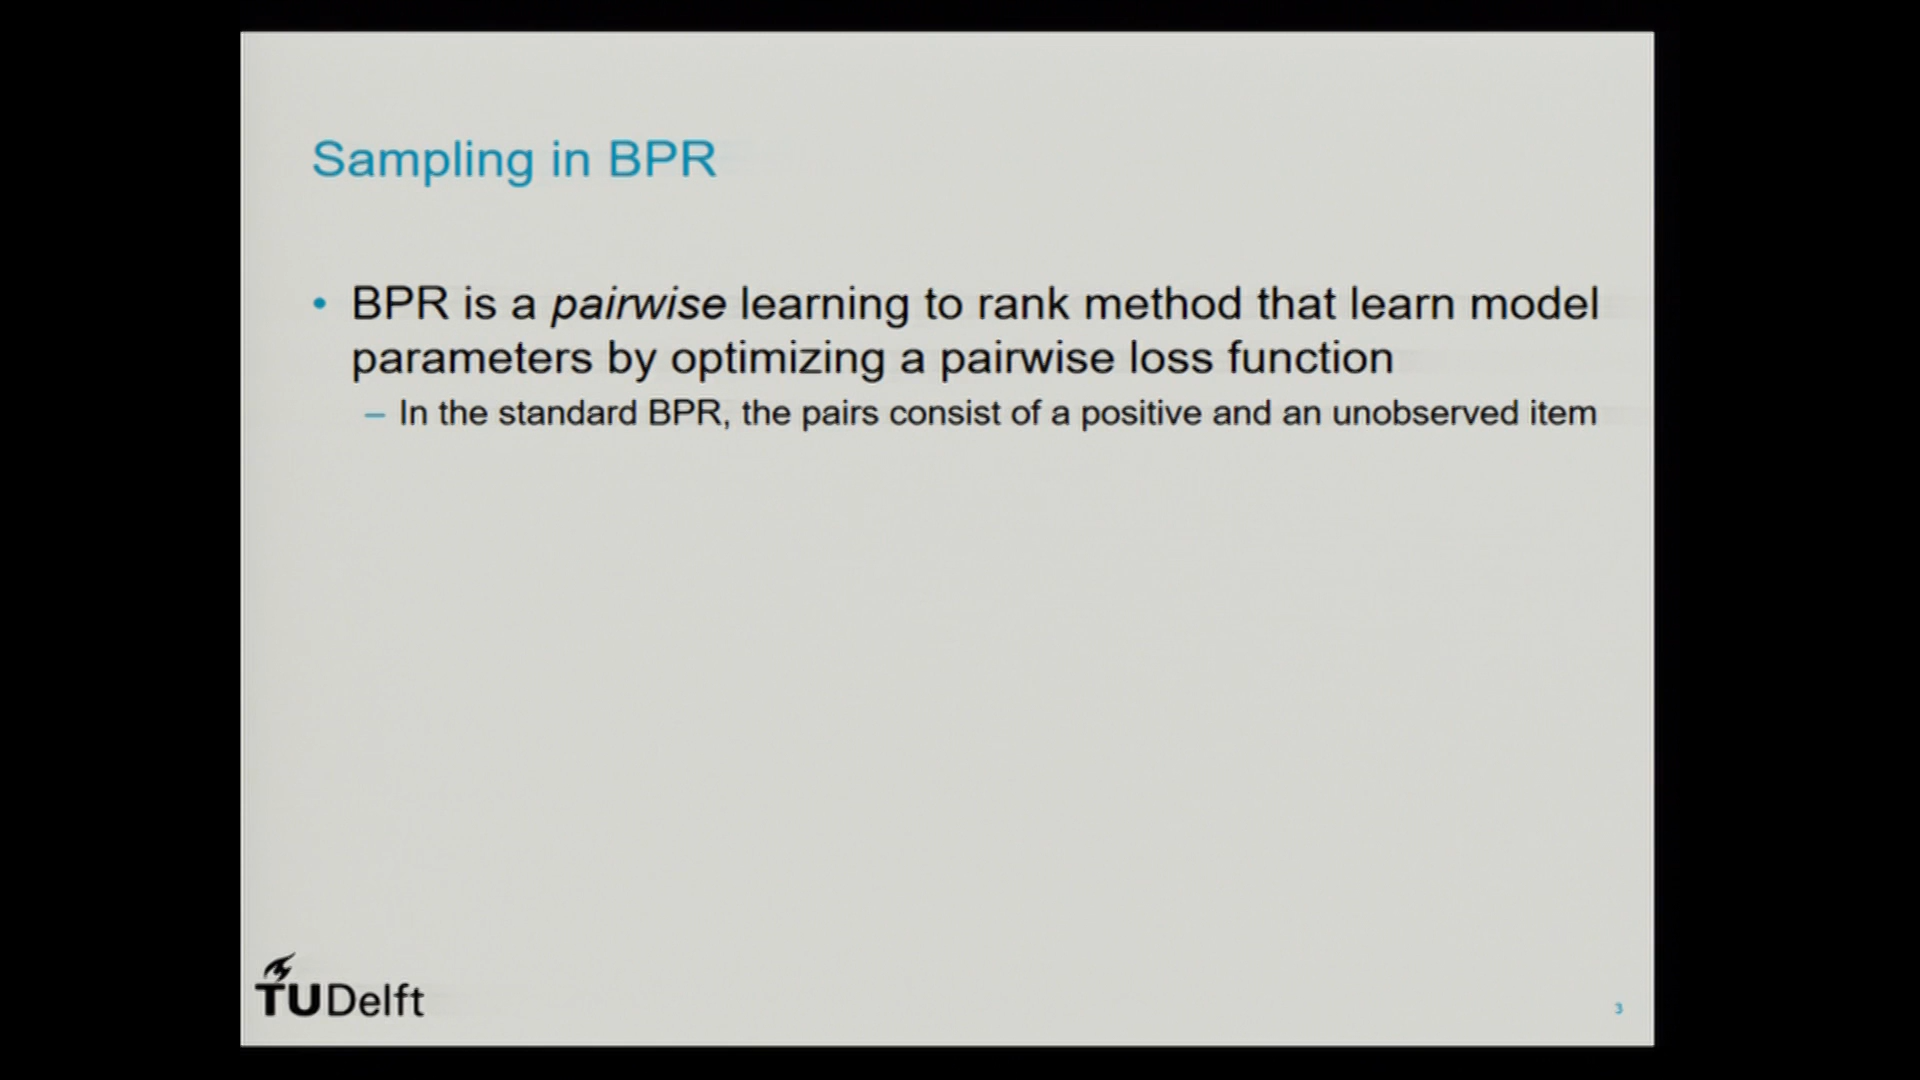 Sampling in BPR
• BPR is a pairwise learning to rank method that learn model
parameters by optimizing a pairwise loss function
– In the standard BPR, the pairs consist of a positive and an unobserved item
TUDelft
3